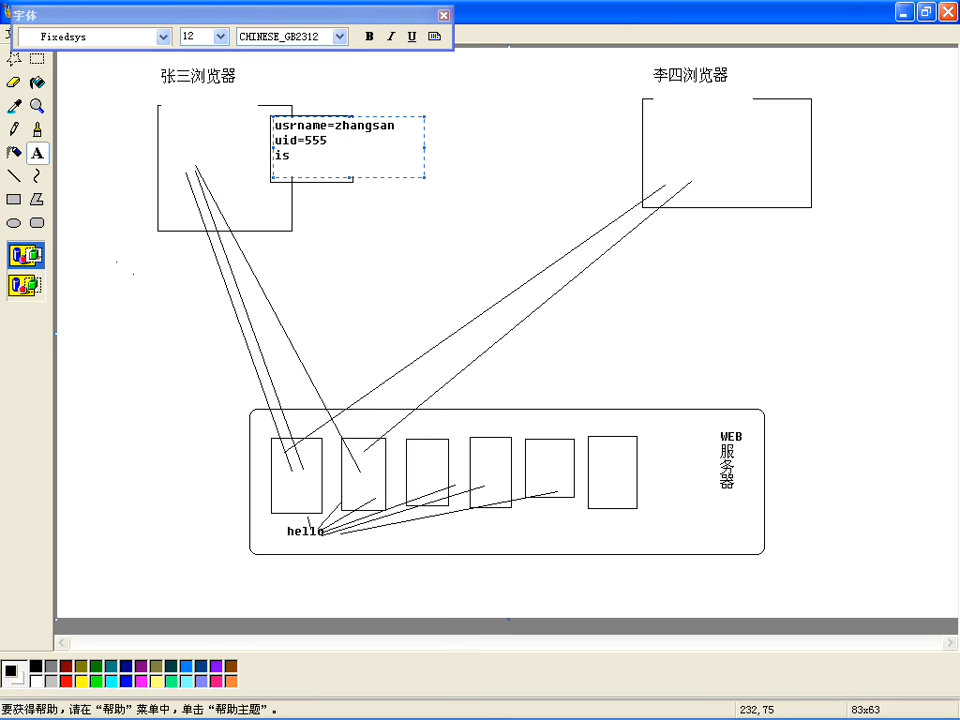 字体
Fixedsys
12
CHINESE_GB2312
B
I
U
A
张三浏览器
李四浏览器
usrname=zhangsan
uid=555
is
WEB
服
务
器
hello
要获得帮助，请在“帮助”菜单中，单击“帮助主题”。
232,75
83x63